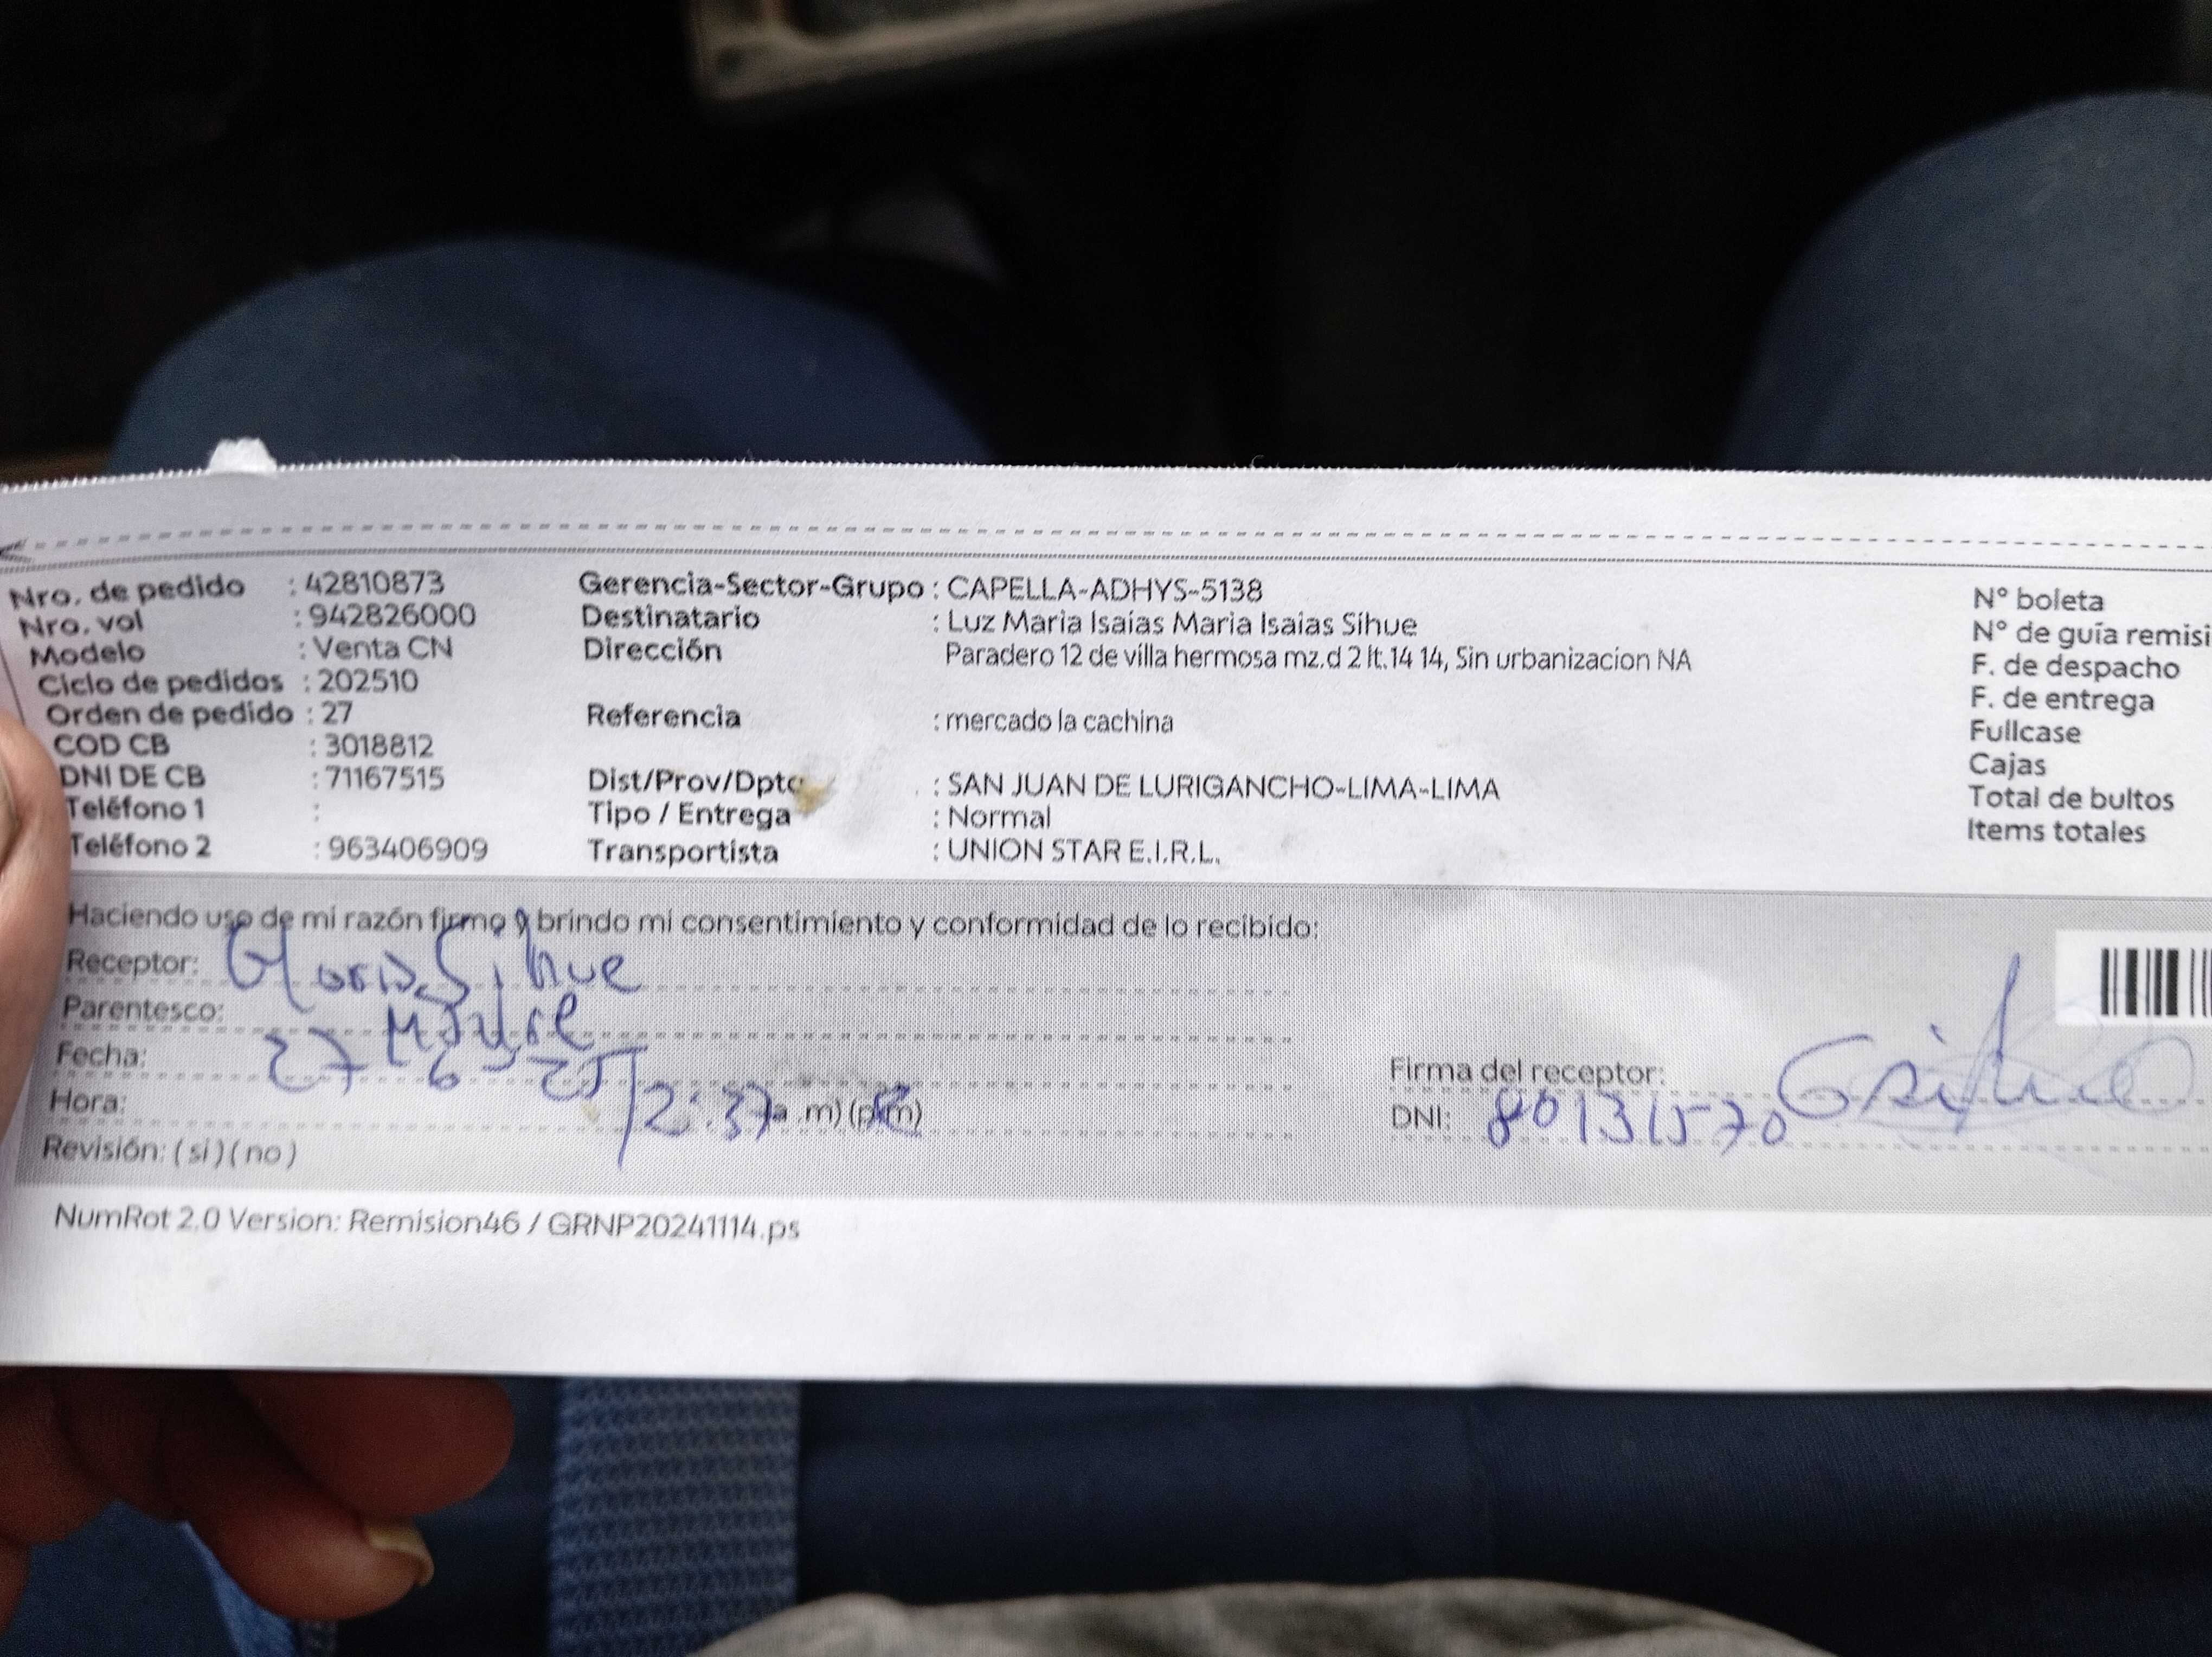 Nro. de pedido : 42810873
Nro. vol : 942826000
Modelo : Venta CN
Ciclo de pedidos : 202510
Orden de pedido : 27
COD CB : 3018812
DNI DE CB : 71167515
Teléfono 1 :
Teléfono 2 : 963406909
Gerencia-Sector-Grupo : CAPELLA-ADHYS-5138
Destinatario : Luz Maria Isaias Maria Isaias Sihue
Dirección Paradero 12 de villa hermosa mz.d 2 lt.14 14, Sin urbanizacion NA
Referencia : mercado la cachina
Dist/Prov/Dpto : SAN JUAN DE LURIGANCHO-LIMA-LIMA
Tipo / Entrega : Normal
Transportista : UNION STAR E.I.R.L.
N° boleta
N° de guía remisi
F. de despacho
F. de entrega
Fullcase
Cajas
Total de bultos
Items totales
Haciendo uso de mi razón firmo y brindo mi consentimiento y conformidad de lo recibido:
Receptor: Sihue
Parentesco:
Fecha: 27 6 - 25
Hora: 12:37 (a.m) (p.m)
Revisión: ( si ) ( no )
Firma del receptor: Gsihue
DNI: 80131570
NumRot 2.0 Version: Remision46 / GRNP20241114.ps